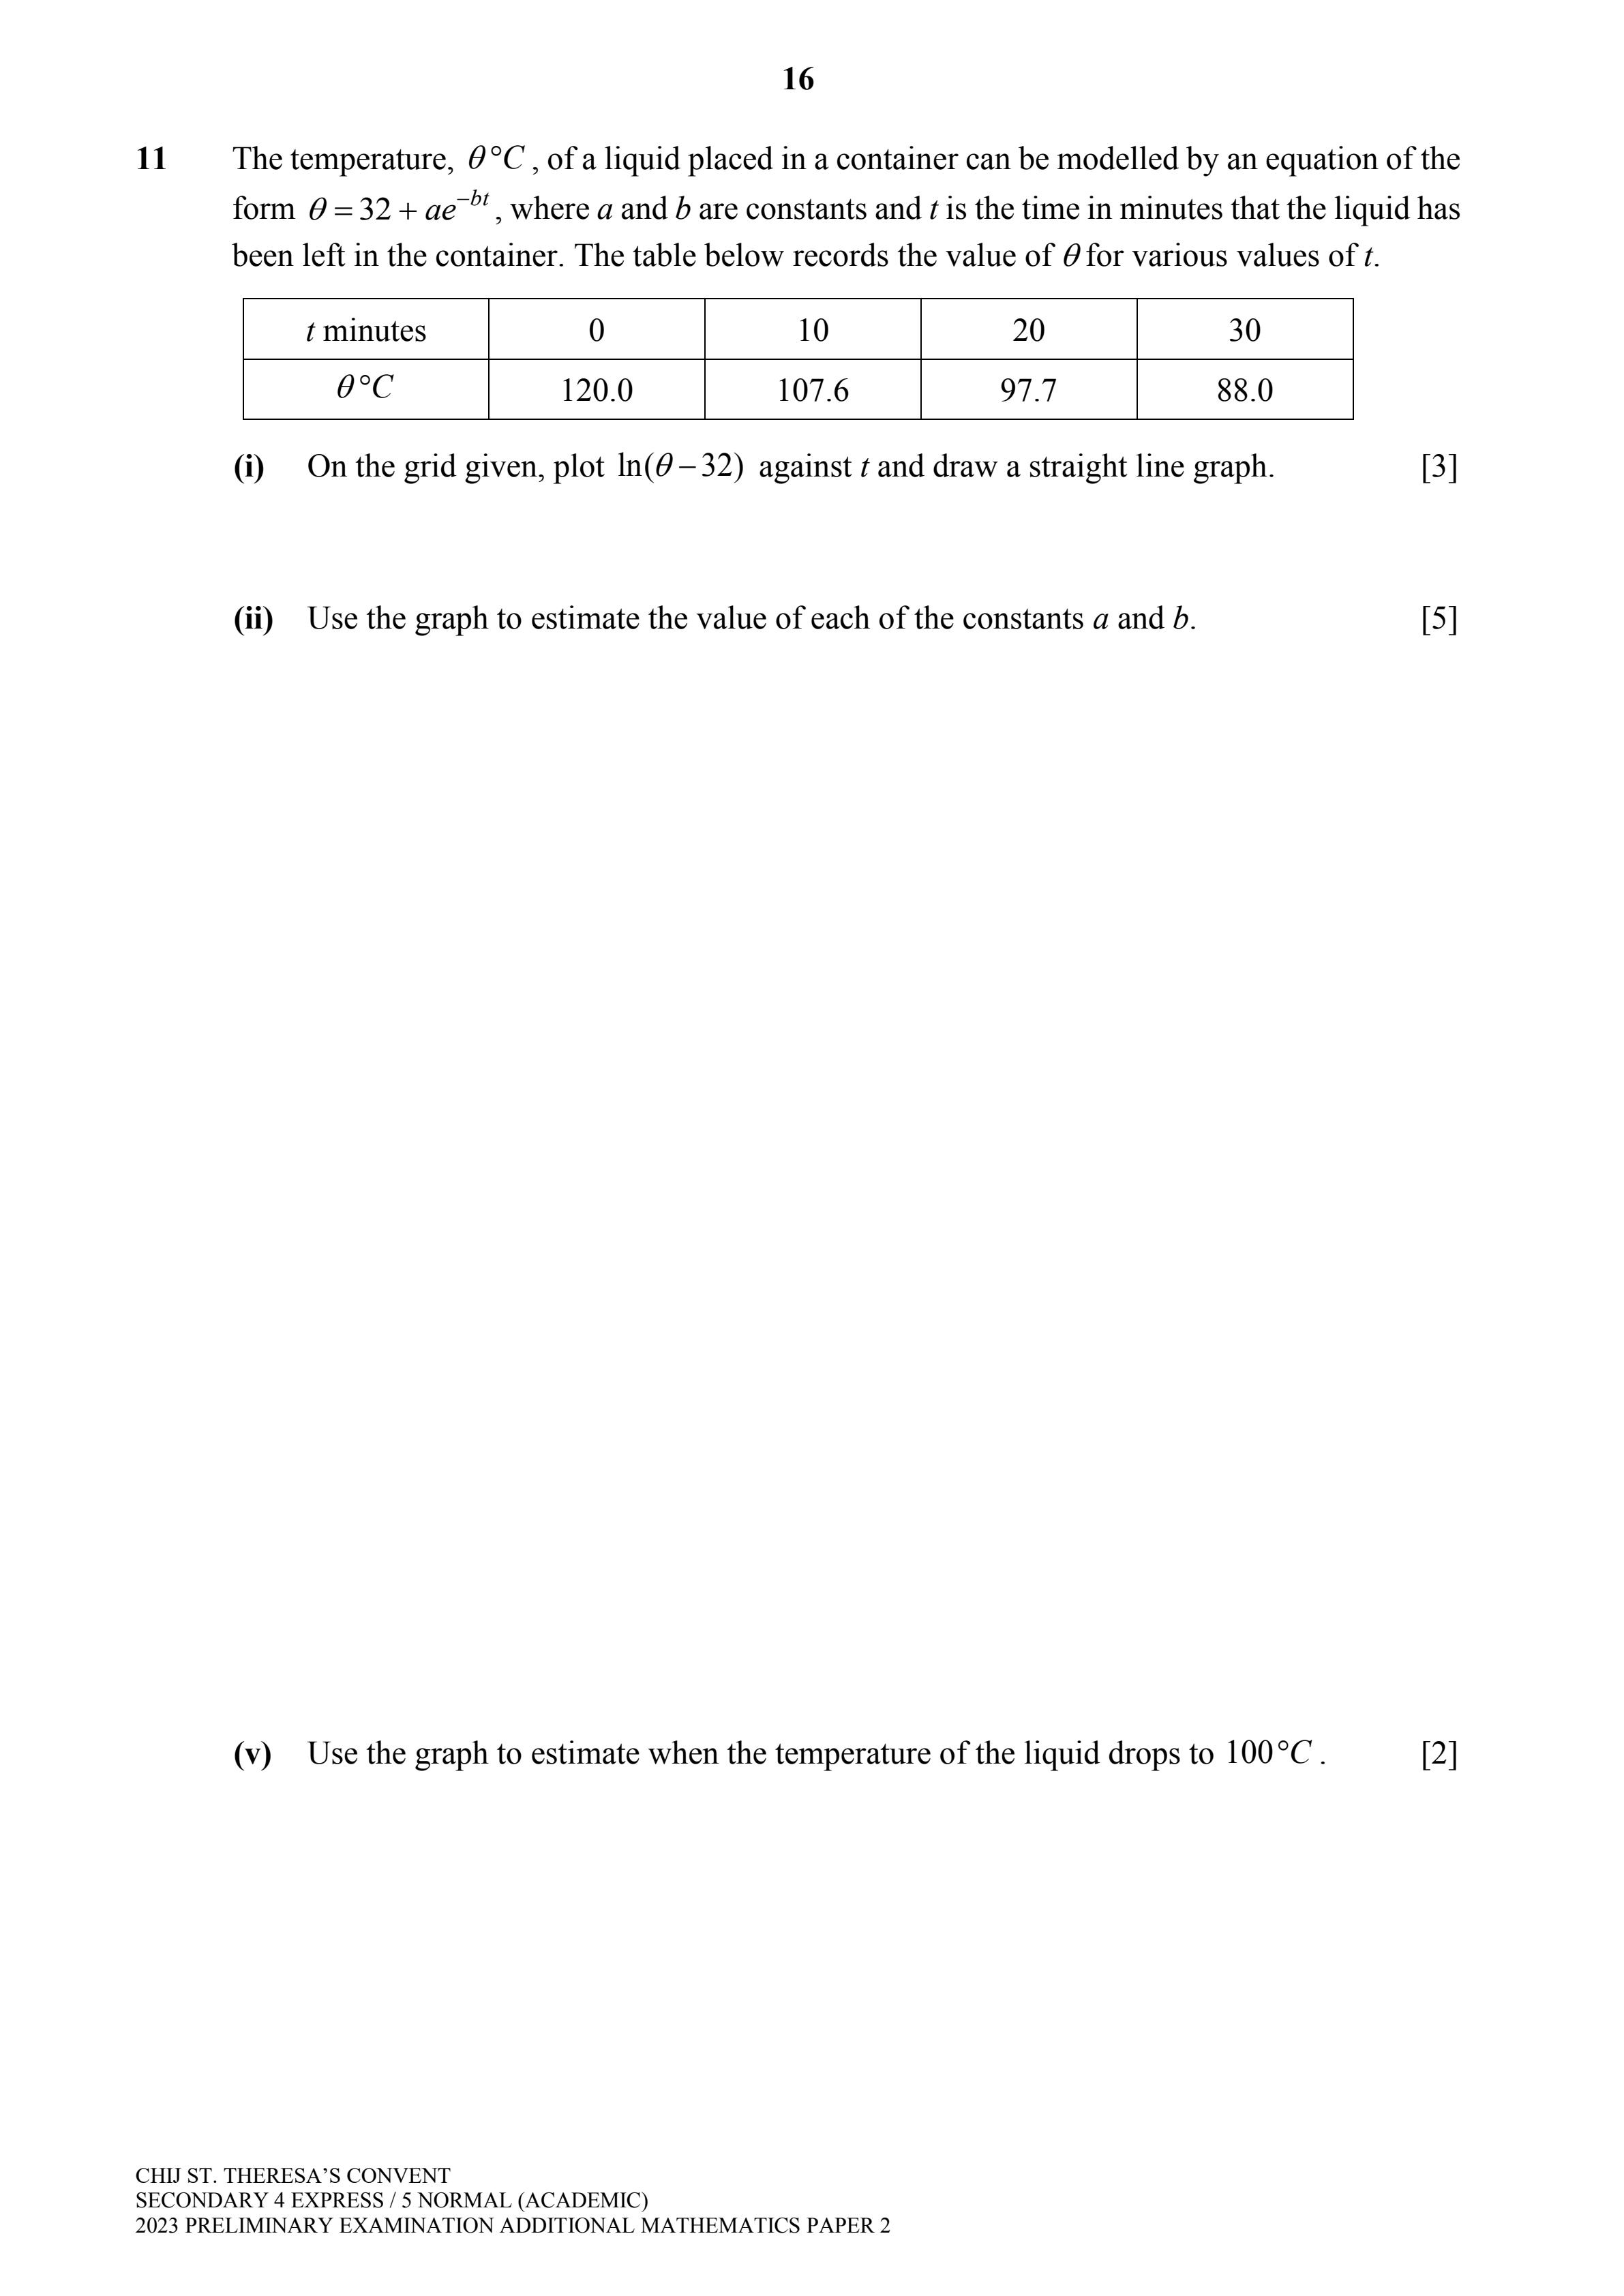 16
11 The temperature, θ°C , of a liquid placed in a container can be modelled by an equation of the
form θ = 32 + ae^{−bt} , where a and b are constants and t is the time in minutes that the liquid has
been left in the container. The table below records the value of θ for various values of t.
t minutes 0 10 20 30
θ°C 120.0 107.6 97.7 88.0
(i) On the grid given, plot ln(θ − 32) against t and draw a straight line graph. [3]
(ii) Use the graph to estimate the value of each of the constants a and b. [5]
(v) Use the graph to estimate when the temperature of the liquid drops to 100°C . [2]
CHIJ ST. THERESA’S CONVENT
SECONDARY 4 EXPRESS / 5 NORMAL (ACADEMIC)
2023 PRELIMINARY EXAMINATION ADDITIONAL MATHEMATICS PAPER 2